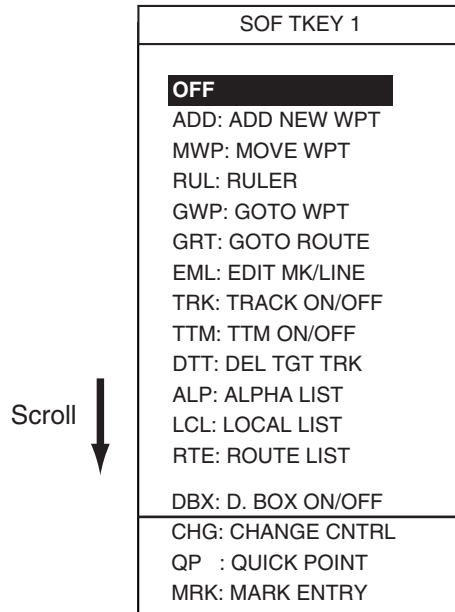 SOF TKEY 1
OFF
ADD: ADD NEW WPT
MWP: MOVE WPT
RUL: RULER
GWP: GOTO WPT
GRT: GOTO ROUTE
EML: EDIT MK/LINE
TRK: TRACK ON/OFF
TTM: TTM ON/OFF
DTT: DEL TGT TRK
ALP: ALPHA LIST
LCL: LOCAL LIST
RTE: ROUTE LIST
DBX: D. BOX ON/OFF
CHG: CHANGE CNTRL
QP : QUICK POINT
MRK: MARK ENTRY
Scroll